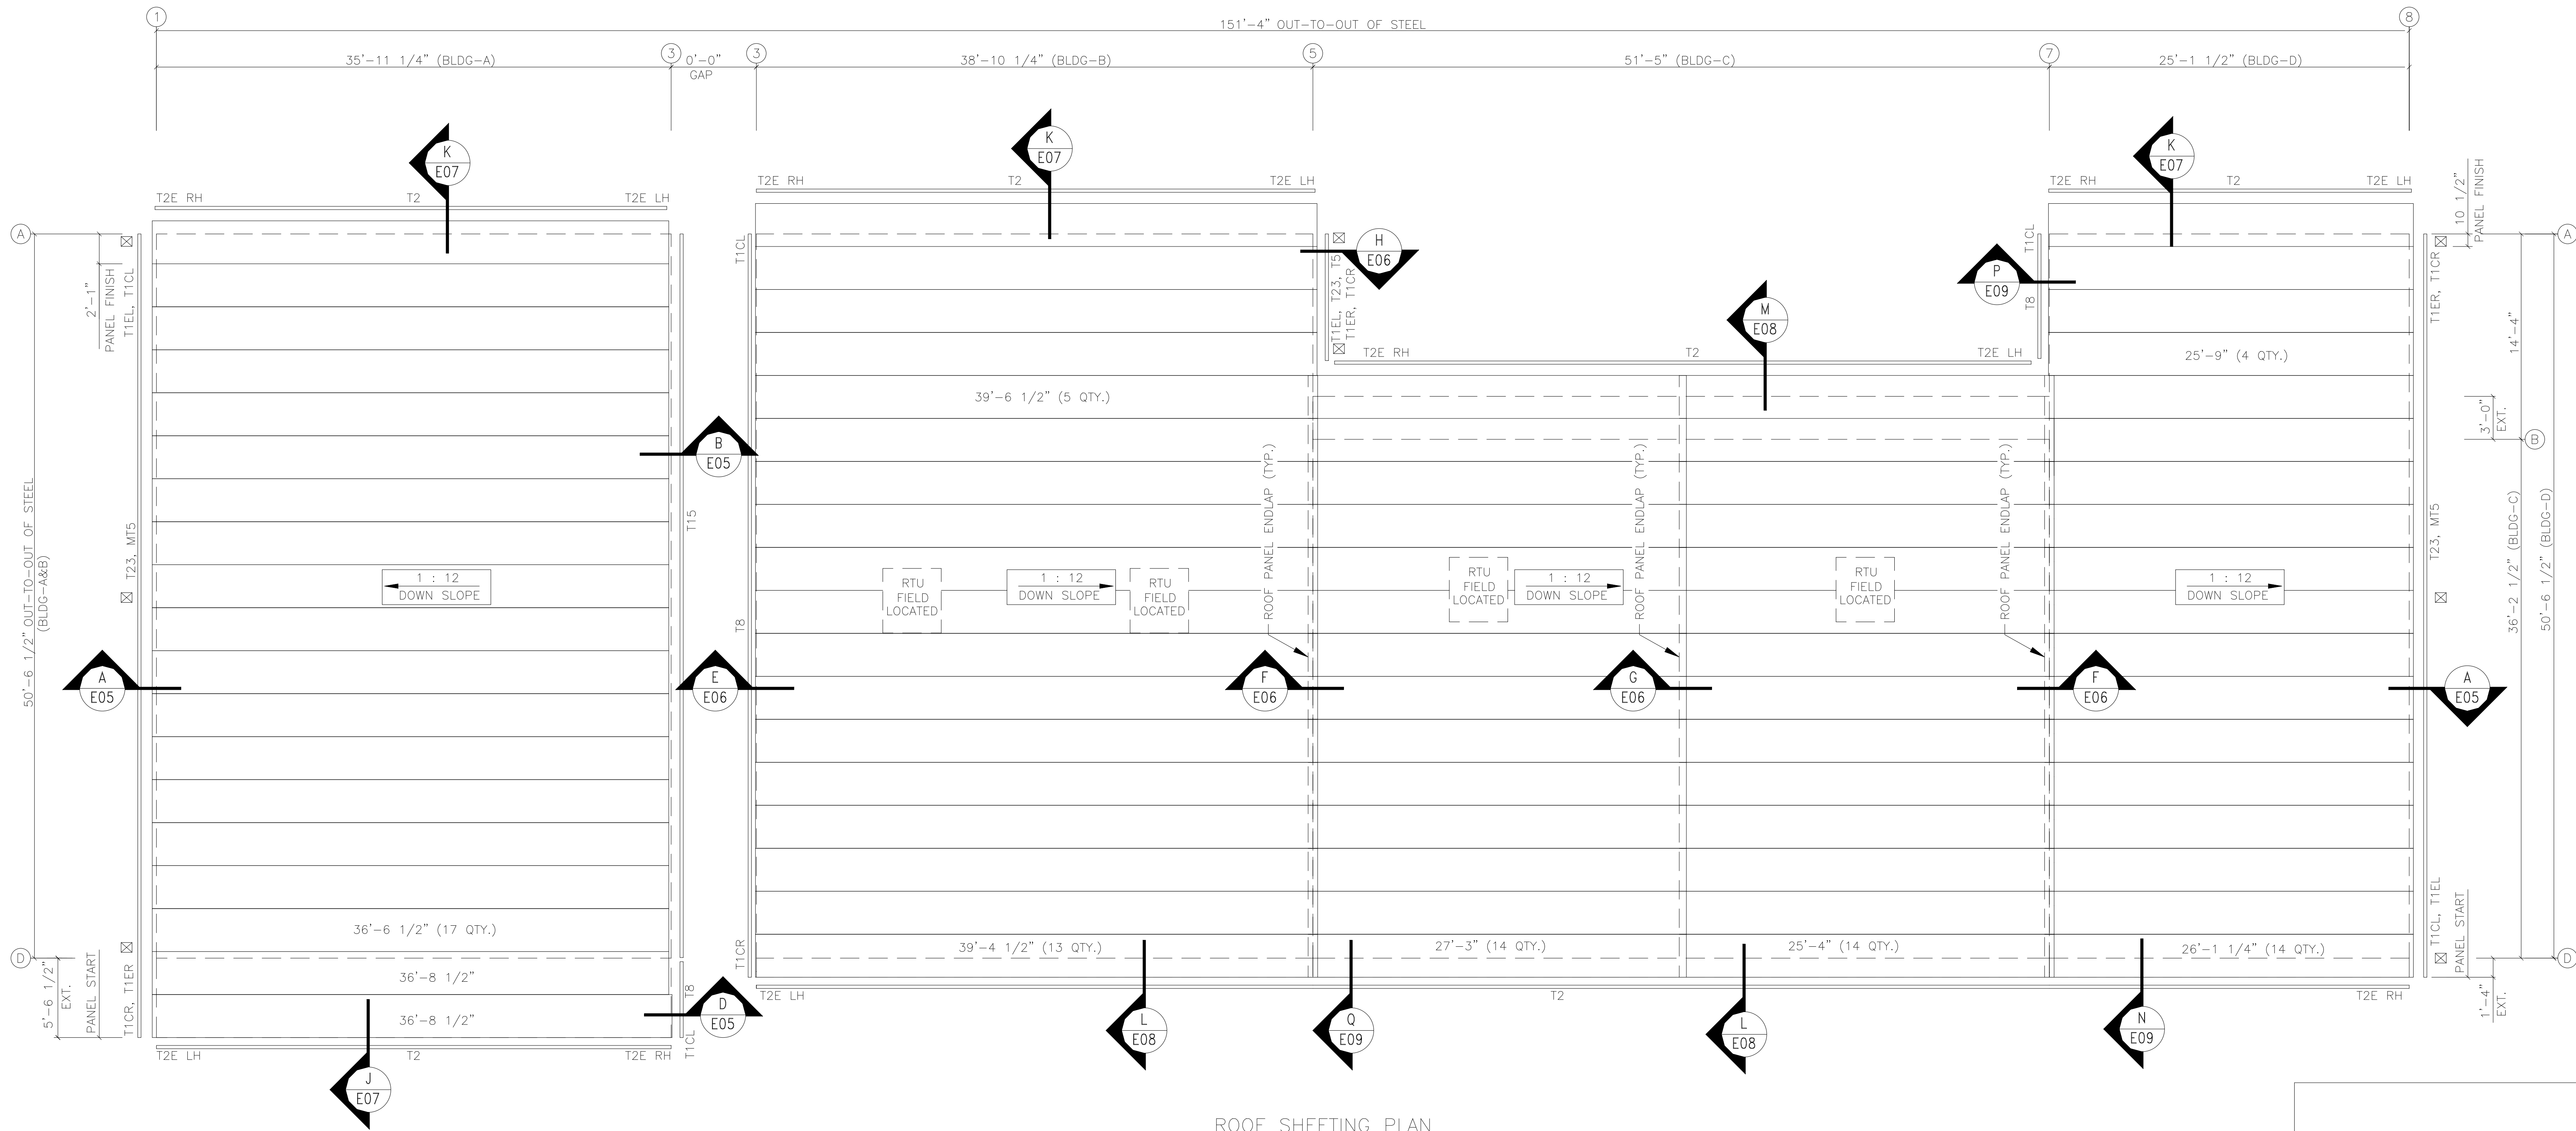 1
8
151'-4" OUT-TO-OUT OF STEEL
35'-11 1/4" (BLDG-A)
3
0'-0"
GAP
3
38'-10 1/4" (BLDG-B)
5
51'-5" (BLDG-C)
7
25'-1 1/2" (BLDG-D)
K
E07
K
E07
K
E07
T2E RH
T2
T2E LH
T2E RH
T2
T2E LH
T2E RH
T2
T2E LH
10 1/2"
PANEL FINISH
A
A
2'-1"
PANEL FINISH
T1EL, T1CL
T1CL
H
E06
T1EL, T23, T5
T1ER, T1CR
T1CL
P
E09
T8
T1ER, T1CR
M
E08
T2E RH
T2
T2E LH
14'-4"
25'-9" (4 QTY.)
39'-6 1/2" (5 QTY.)
3'-0"
EXT.
B
B
E05
ROOF PANEL ENDLAP (TYP.)
ROOF PANEL ENDLAP (TYP.)
ROOF PANEL ENDLAP (TYP.)
50'-6 1/2" OUT-TO-OUT OF STEEL
(BLDG-A&B)
T23, MT5
T15
T23, MT5
36'-2 1/2" (BLDG-C)
50'-6 1/2" (BLDG-D)
1 : 12
DOWN SLOPE
RTU
FIELD
LOCATED
1 : 12
DOWN SLOPE
RTU
FIELD
LOCATED
RTU
FIELD
LOCATED
1 : 12
DOWN SLOPE
RTU
FIELD
LOCATED
1 : 12
DOWN SLOPE
T8
A
E05
E
E06
F
E06
G
E06
F
E06
A
E05
36'-6 1/2" (17 QTY.)
39'-4 1/2" (13 QTY.)
27'-3" (14 QTY.)
25'-4" (14 QTY.)
26'-1 1/4" (14 QTY.)
T1CR
T1CL, T1EL
PANEL START
D
D
5'-6 1/2"
EXT.
PANEL START
T1CR, T1ER
36'-8 1/2"
36'-8 1/2"
T8
T1CL
D
E05
T2E LH
T2
T2E RH
1'-4"
EXT.
L
E08
Q
E09
L
E08
N
E09
T2E LH
T2
T2E RH
J
E07
ROOF SHEETING PLAN